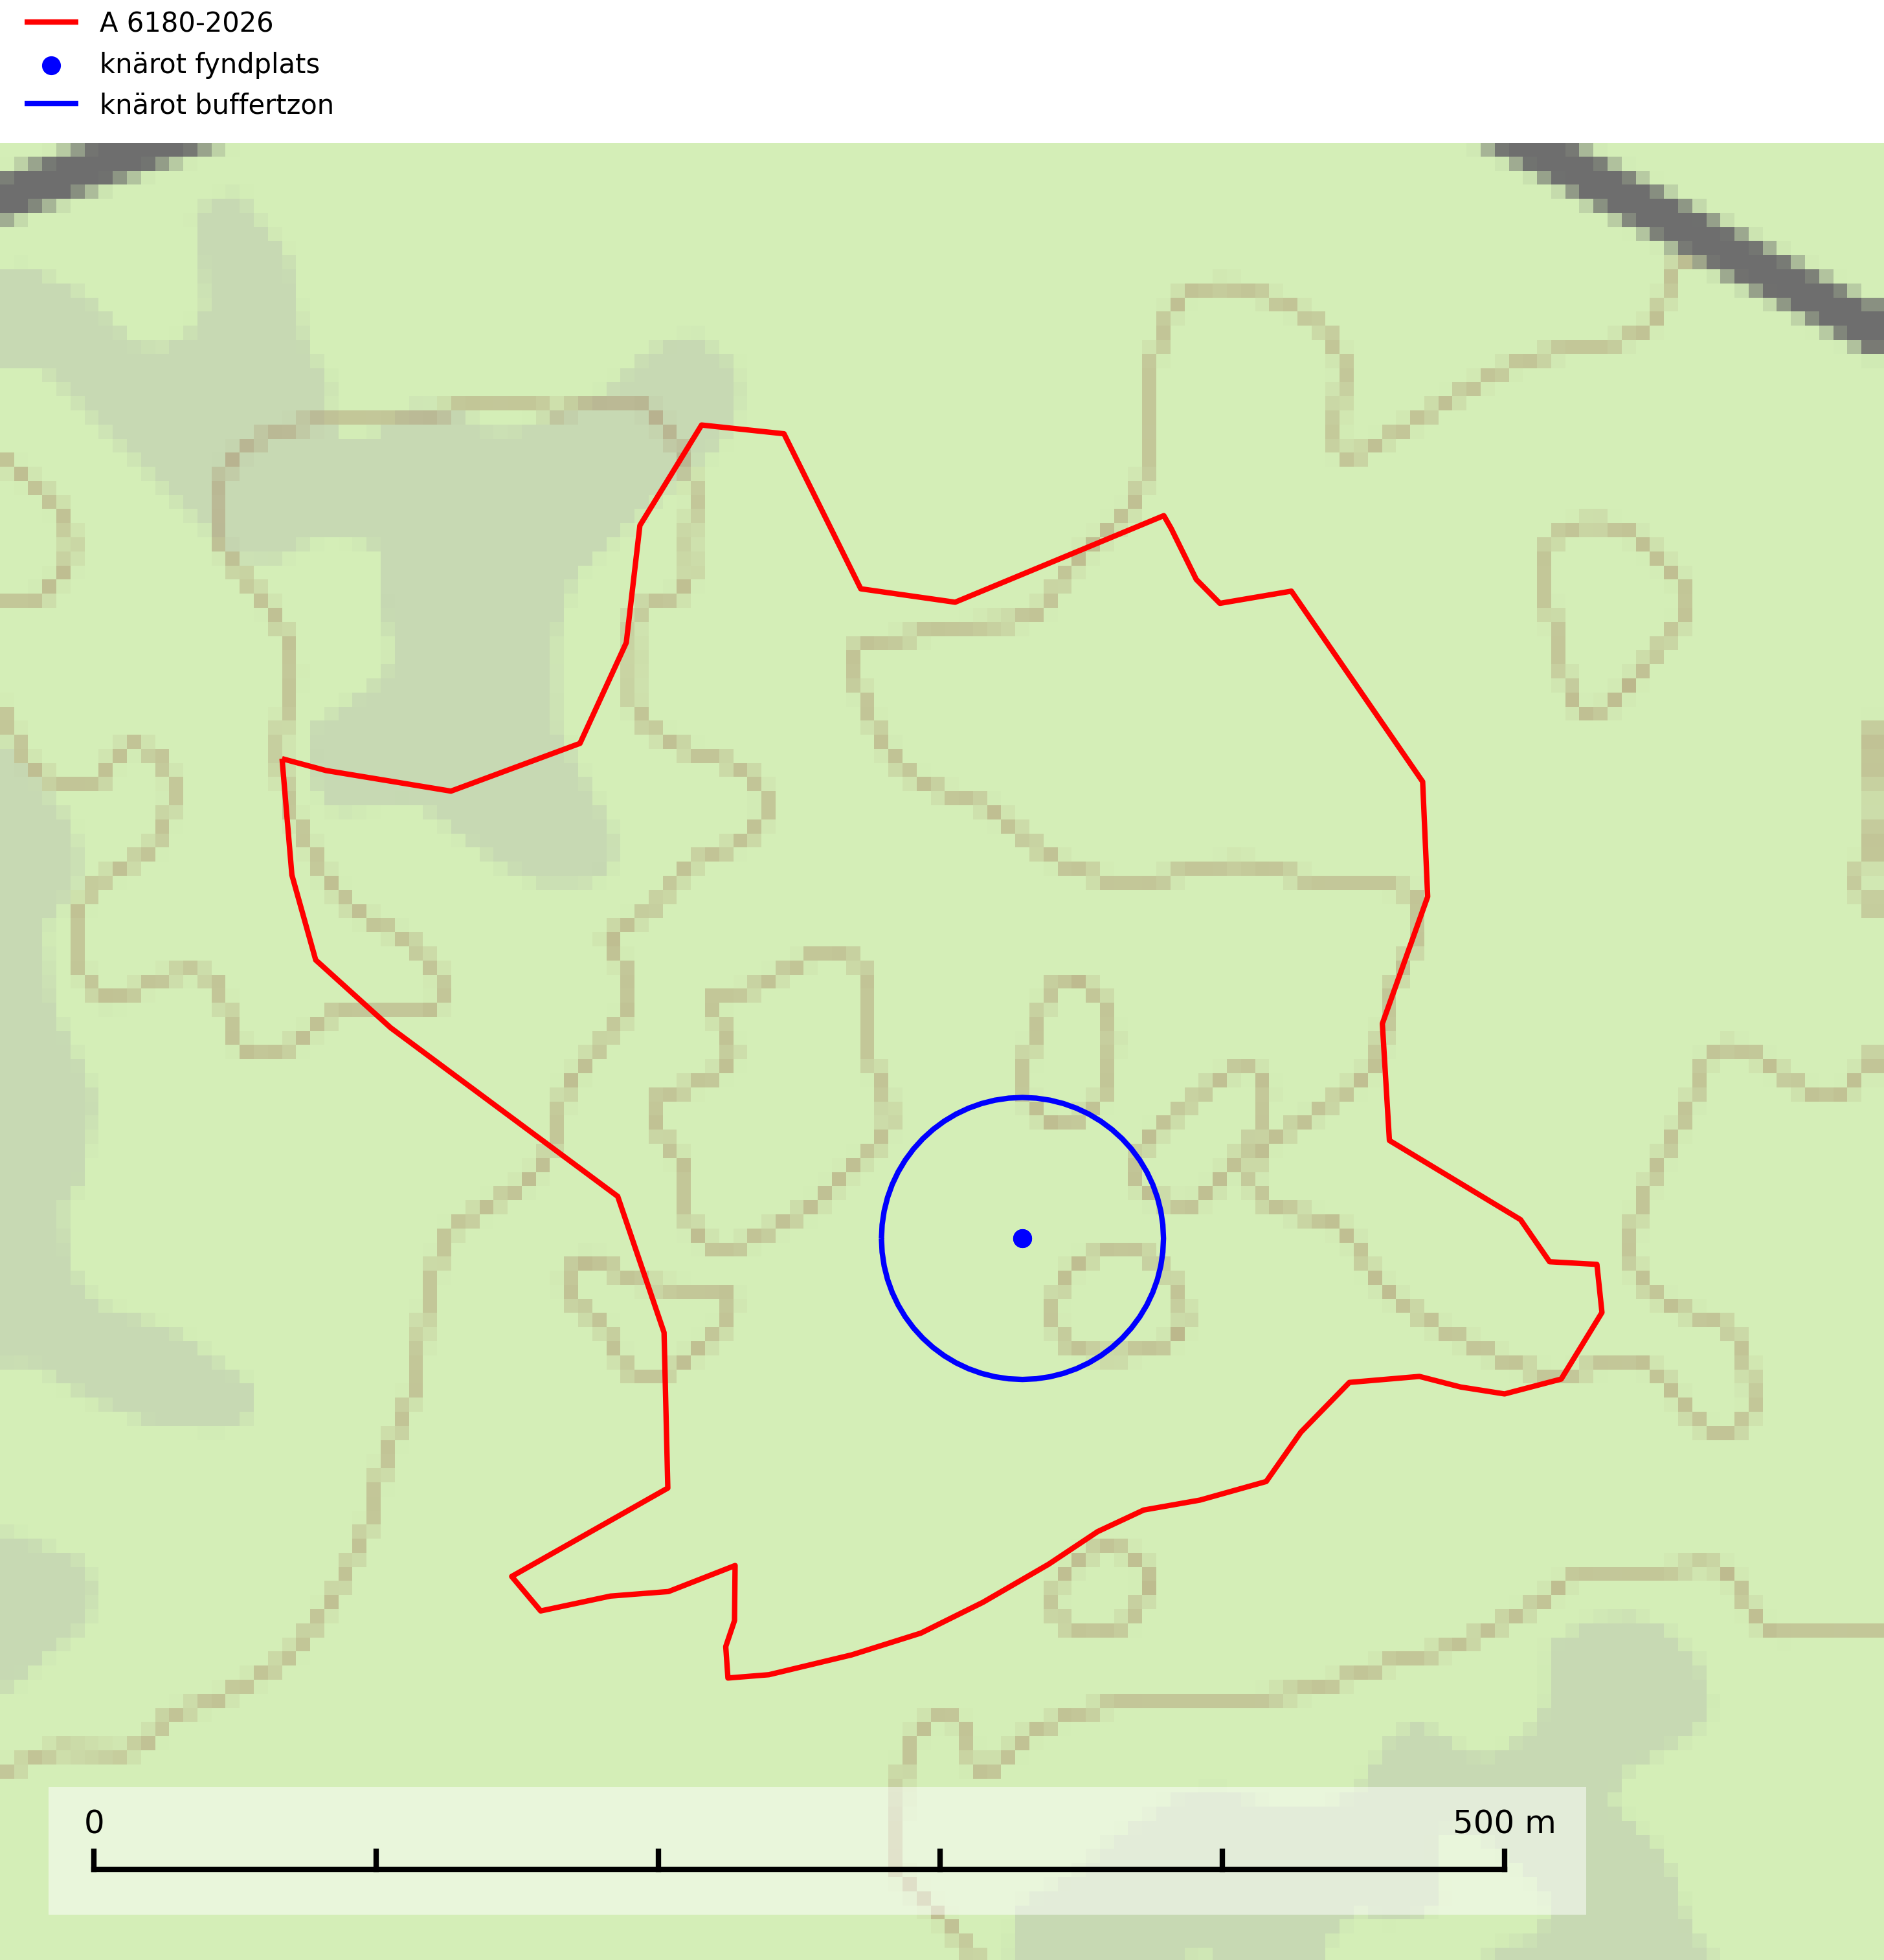 A 6180-2026
knärot fyndplats
knärot buffertzon
0 500 m